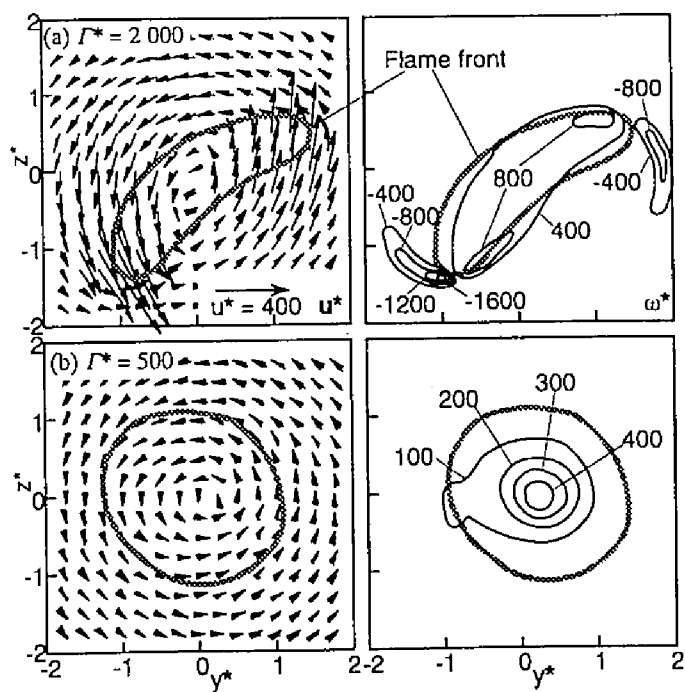 (a) Γ* = 2 000
2
1
0
-1
-2
z*
u* = 400 u*
Flame front
-800
-400
800
400
-400
-800
-1200
-1600
ω*
(b) Γ* = 500
2
1
0
-1
-2
z*
-1 0 1 2
y*
300
200
400
100
-2 -1 0 1 2
y*